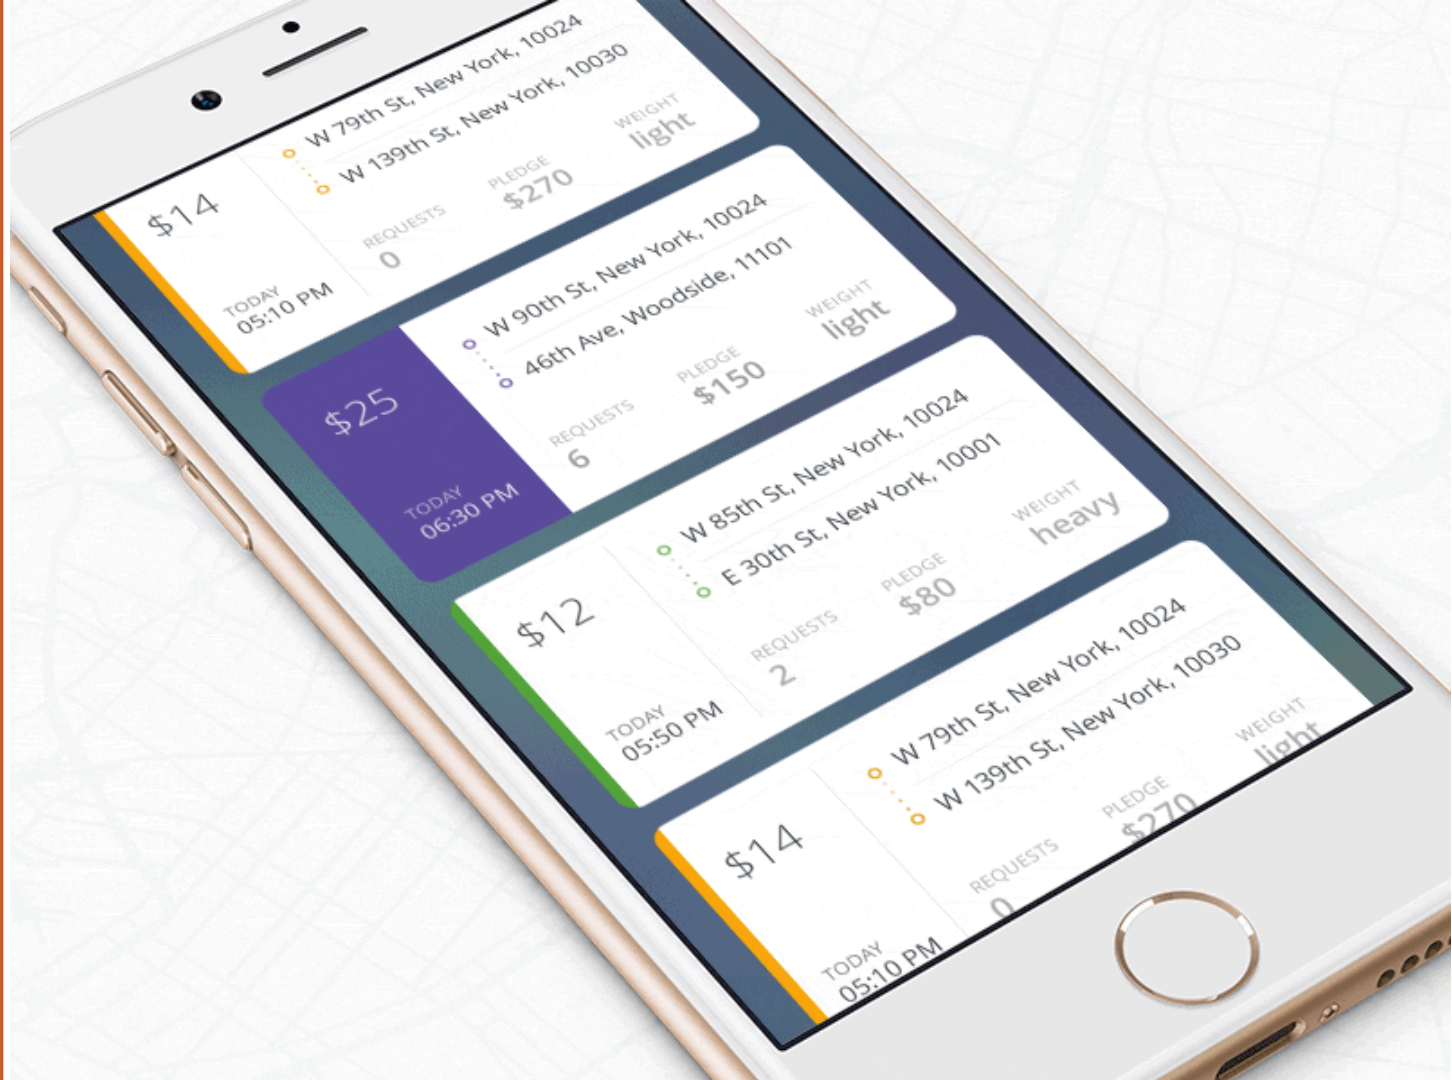 W 79th St, New York, 10024
W 139th St, New York, 10030
$14
REQUESTS
0
PLEDGE
$270
WEIGHT
light
TODAY
05:10 PM
W 90th St, New York, 10024
46th Ave, Woodside, 11101
$25
REQUESTS
6
PLEDGE
$150
WEIGHT
light
TODAY
06:30 PM
W 85th St, New York, 10024
E 30th St, New York, 10001
$12
REQUESTS
2
PLEDGE
$80
WEIGHT
heavy
TODAY
05:50 PM
W 79th St, New York, 10024
W 139th St, New York, 10030
$14
REQUESTS
0
PLEDGE
$270
WEIGHT
light
TODAY
05:10 PM